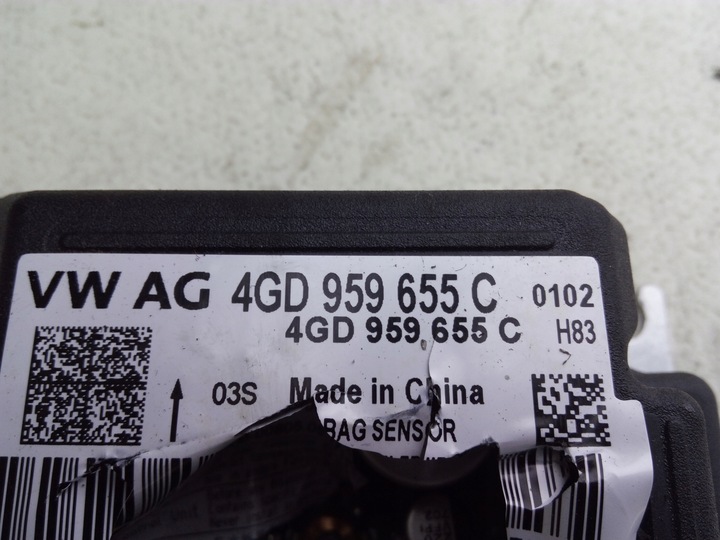 VW AG 4GD 959 655 C 0102
4GD 959 655 C H83
03S Made in China
BAG SENSOR